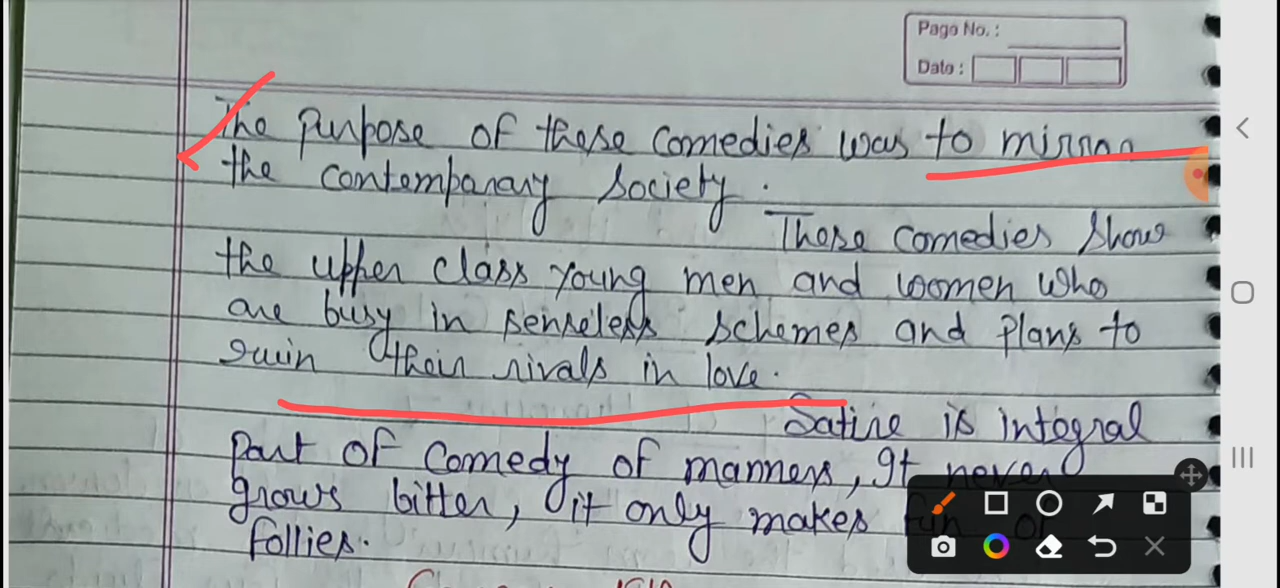 Page No. :
Date :
The purpose of these comedies was to mirror
the contemporary society.
These comedies show
the upper class young men and women who
are busy in senseless schemes and plans to
ruin their rivals in love.
Satire is integral
part of comedy of manners, It never
grows bitter, it only makes fun of
follies.